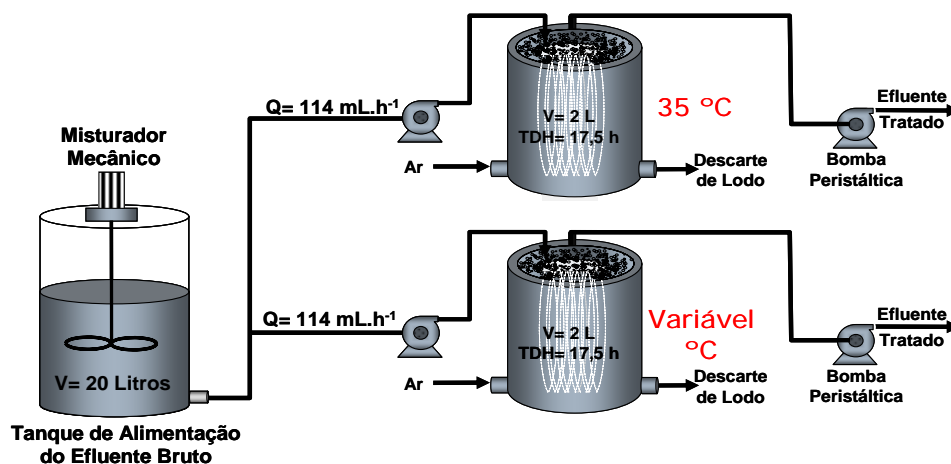 Misturador
Mecânico
V= 20 Litros
Tanque de Alimentação
do Efluente Bruto
Q= 114 mL.h⁻¹
Ar
V= 2 L
TDH= 17,5 h
35 ºC
Descarte
de Lodo
Efluente
Tratado
Bomba
Peristáltica
Q= 114 mL.h⁻¹
Ar
V= 2 L
TDH= 17,5 h
Variável
ºC
Descarte
de Lodo
Efluente
Tratado
Bomba
Peristáltica